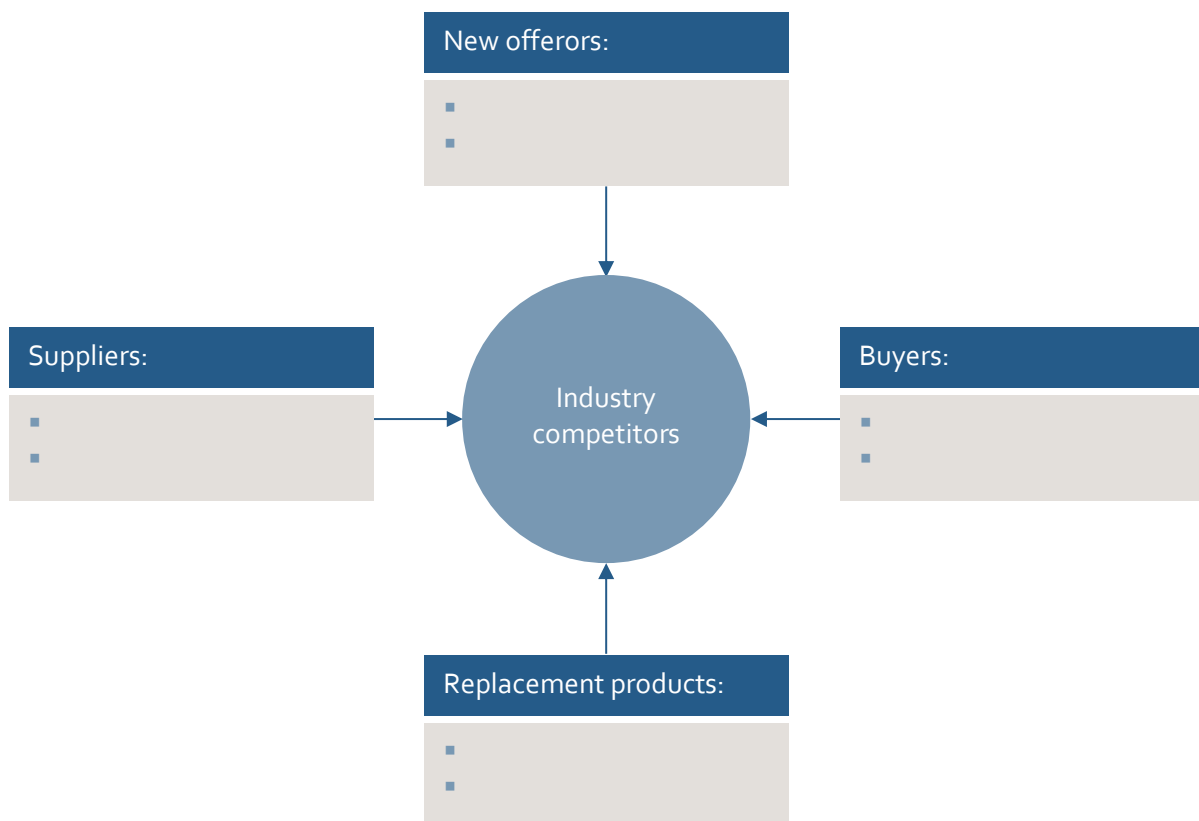 New offerors:
Suppliers:
Industry
competitors
Buyers:
Replacement products: